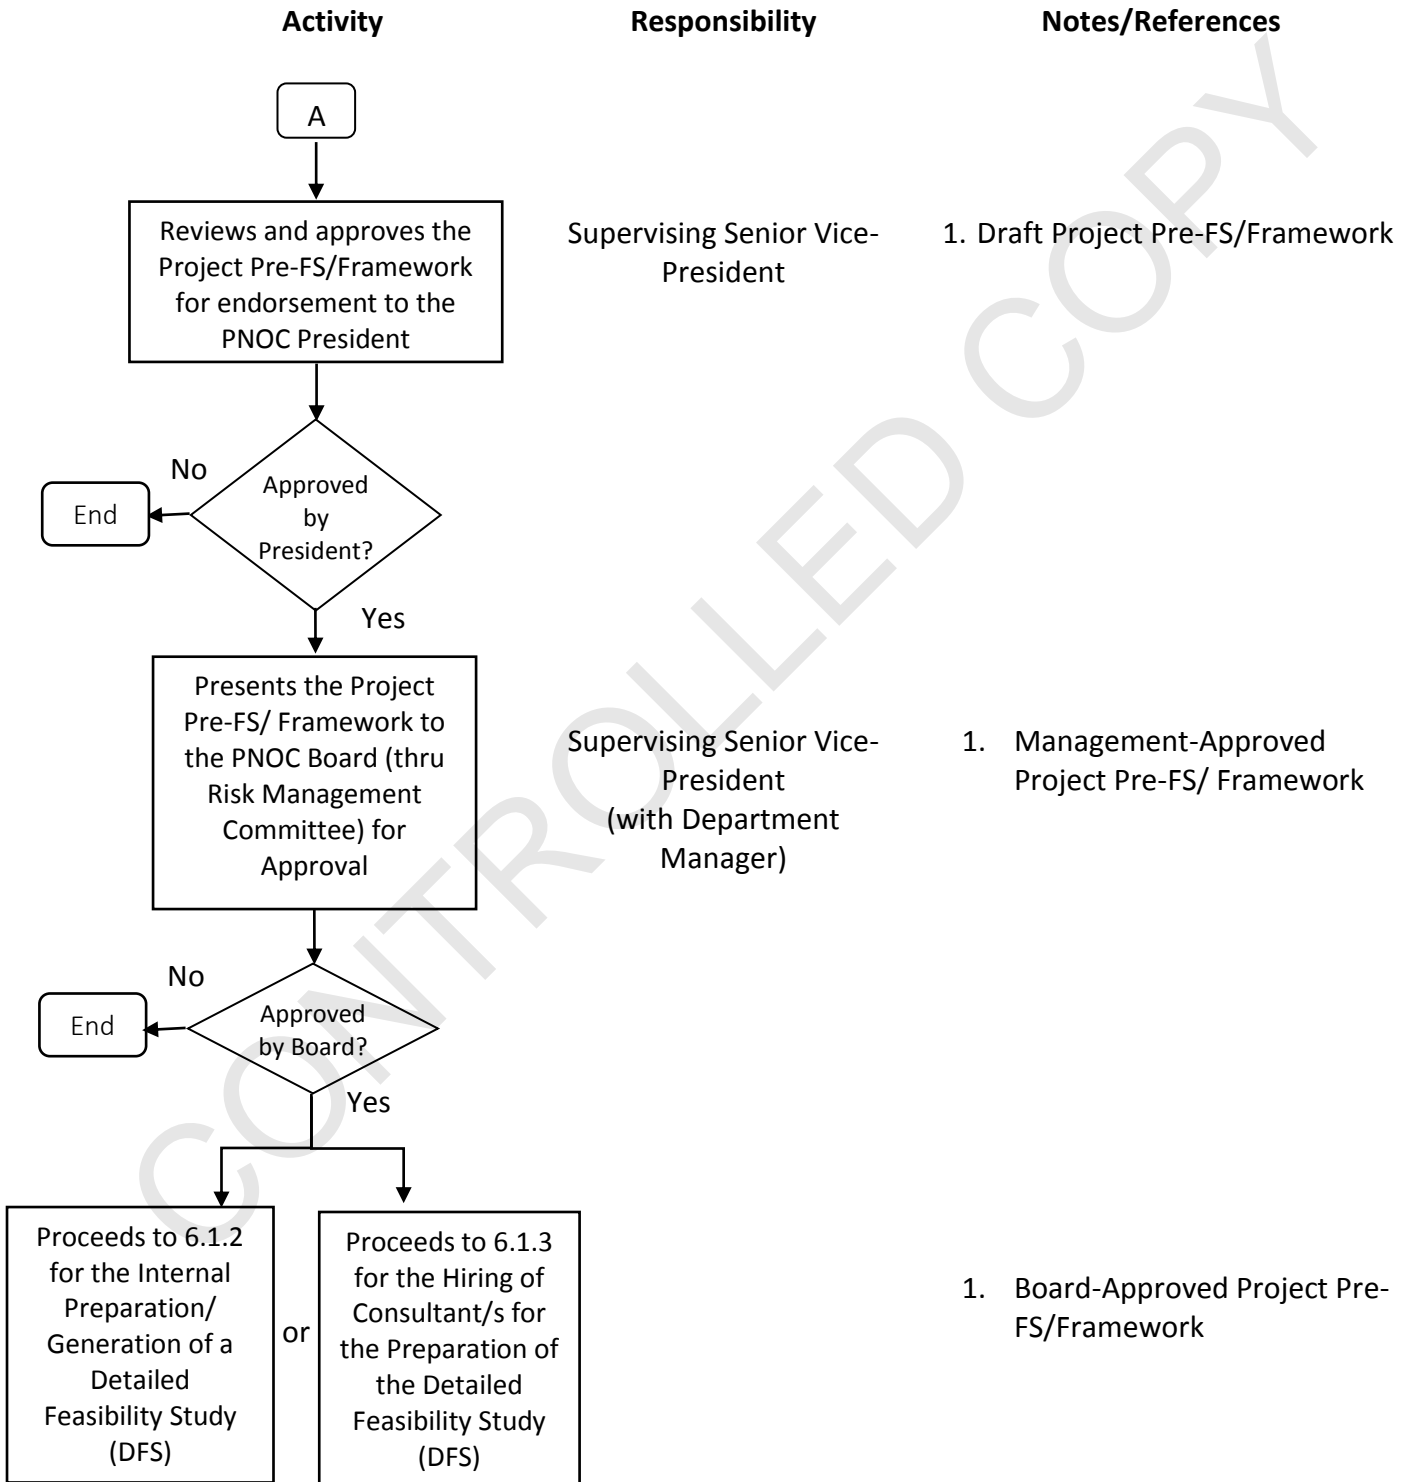 Activity
Responsibility
Notes/References
A
Reviews and approves the
Project Pre-FS/Framework
for endorsement to the
PNOC President
Supervising Senior Vice-
President
1. Draft Project Pre-FS/Framework
No
Approved
by
President?
End
Yes
Presents the Project
Pre-FS/ Framework to
the PNOC Board (thru
Risk Management
Committee) for
Approval
Supervising Senior Vice-
President
(with Department
Manager)
1. Management-Approved
Project Pre-FS/ Framework
No
Approved
by Board?
End
Yes
Proceeds to 6.1.2
for the Internal
Preparation/
Generation of a
Detailed
Feasibility Study
(DFS)
or
Proceeds to 6.1.3
for the Hiring of
Consultant/s for
the Preparation of
the Detailed
Feasibility Study
(DFS)
1. Board-Approved Project Pre-
FS/Framework
CONTROLLED COPY